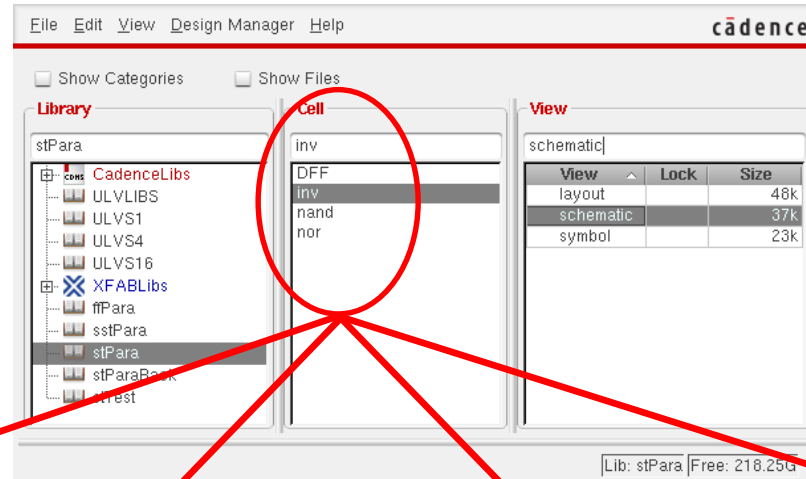 File Edit View Design Manager Help
cādence
Show Categories Show Files
Library
stPara
CadenceLibs
ULVLIBS
ULVS1
ULVS4
ULVS16
XFABLibs
ffPara
sstPara
stPara
stParaBack
stTest
Cell
inv
DFF
inv
nand
nor
View
schematic
View Lock Size
layout 48k
schematic 37k
symbol 23k
Lib: stPara Free: 218.25G